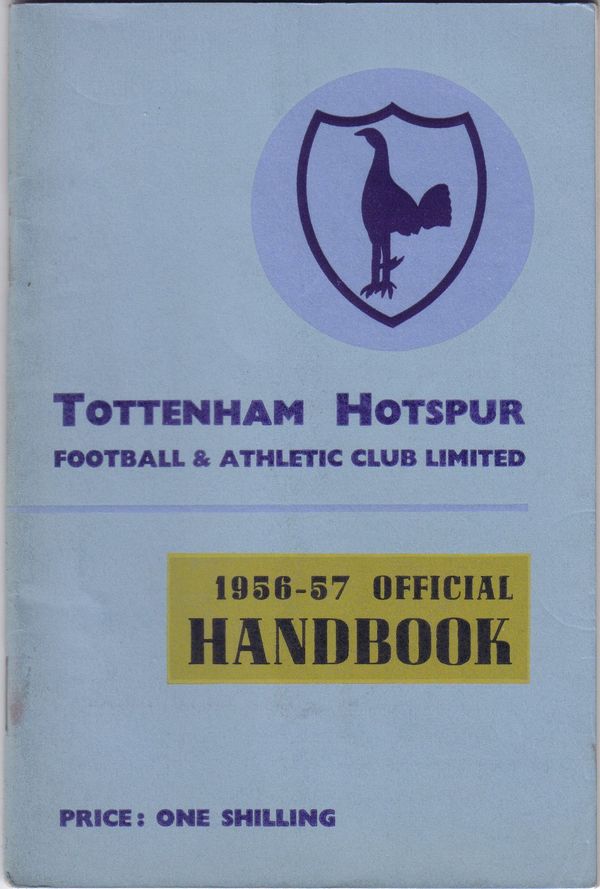 TOTTENHAM HOTSPUR
FOOTBALL & ATHLETIC CLUB LIMITED
1956-57 OFFICIAL
HANDBOOK
PRICE: ONE SHILLING